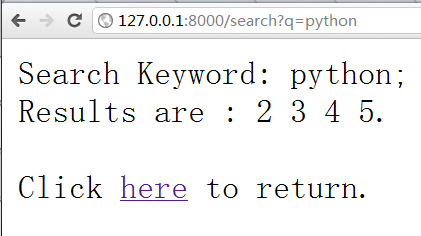 127.0.0.1:8000/search?q=python
Search Keyword: python;
Results are : 2 3 4 5.
Click here to return.